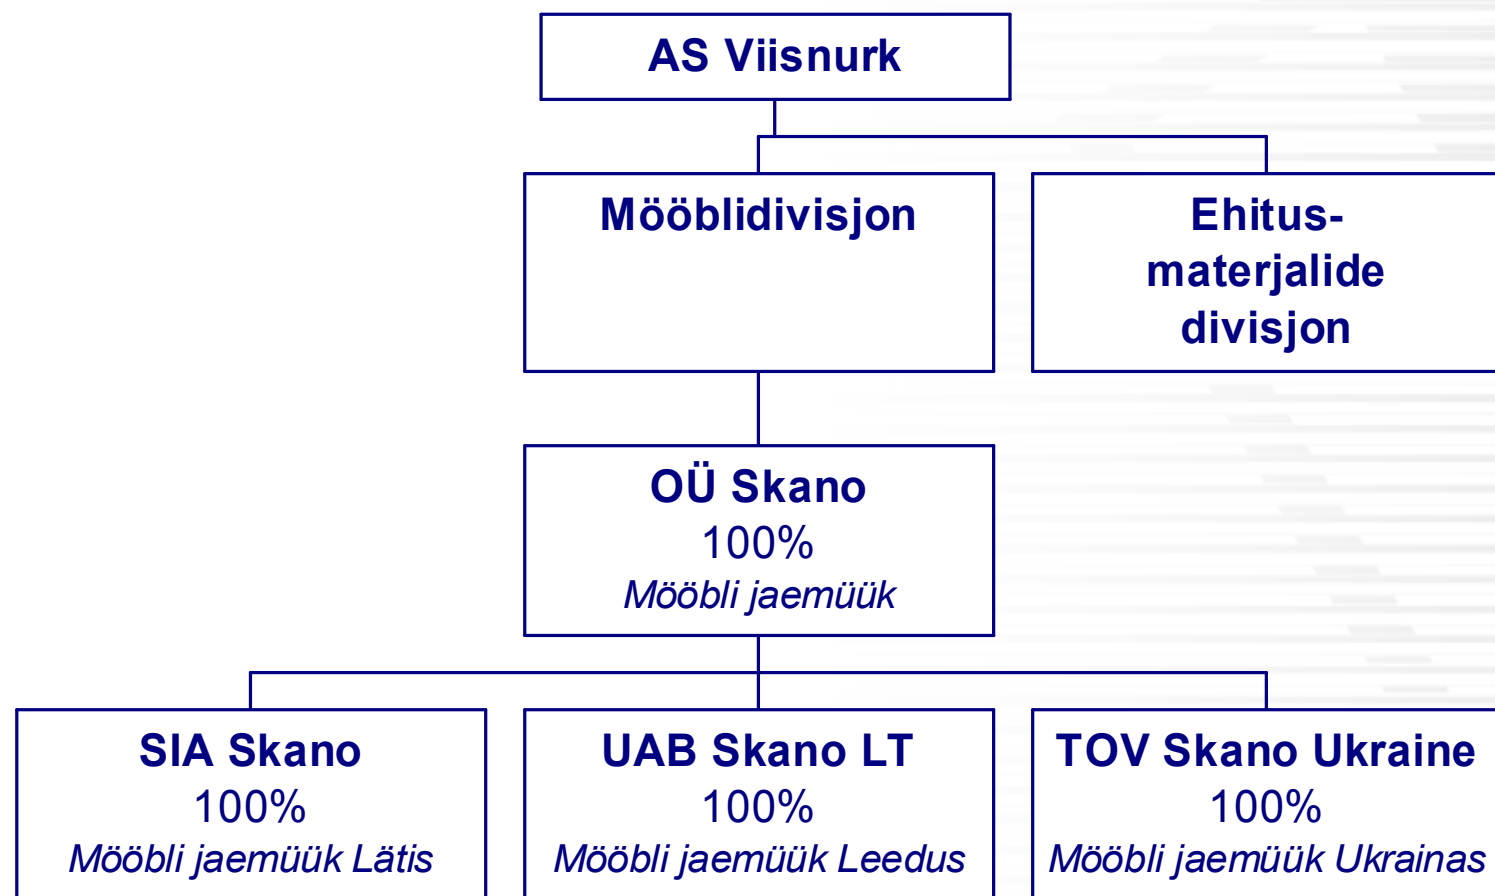 AS Viisnurk
Mööblidivisjon
Ehitus-
materjalide
divisjon
OÜ Skano
100%
Mööbli jaemüük
SIA Skano
100%
Mööbli jaemüük Lätis
UAB Skano LT
100%
Mööbli jaemüük Leedus
TOV Skano Ukraine
100%
Mööbli jaemüük Ukrainas